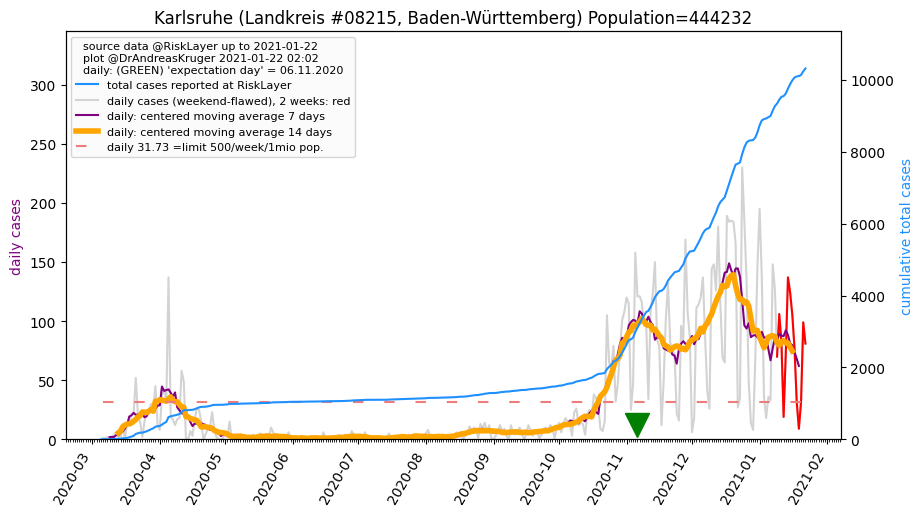 Karlsruhe (Landkreis #08215, Baden-Württemberg) Population=444232
source data @RiskLayer up to 2021-01-22
plot @DrAndreasKruger 2021-01-22 02:02
daily: (GREEN) 'expectation day' = 06.11.2020
total cases reported at RiskLayer
daily cases (weekend-flawed), 2 weeks: red
daily: centered moving average 7 days
daily: centered moving average 14 days
daily 31.73 =limit 500/week/1mio pop.
daily cases
300
250
200
150
100
50
0
10000
8000
6000
4000
2000
0
cumulative total cases
2020-03
2020-04
2020-05
2020-06
2020-07
2020-08
2020-09
2020-10
2020-11
2020-12
2021-01
2021-02